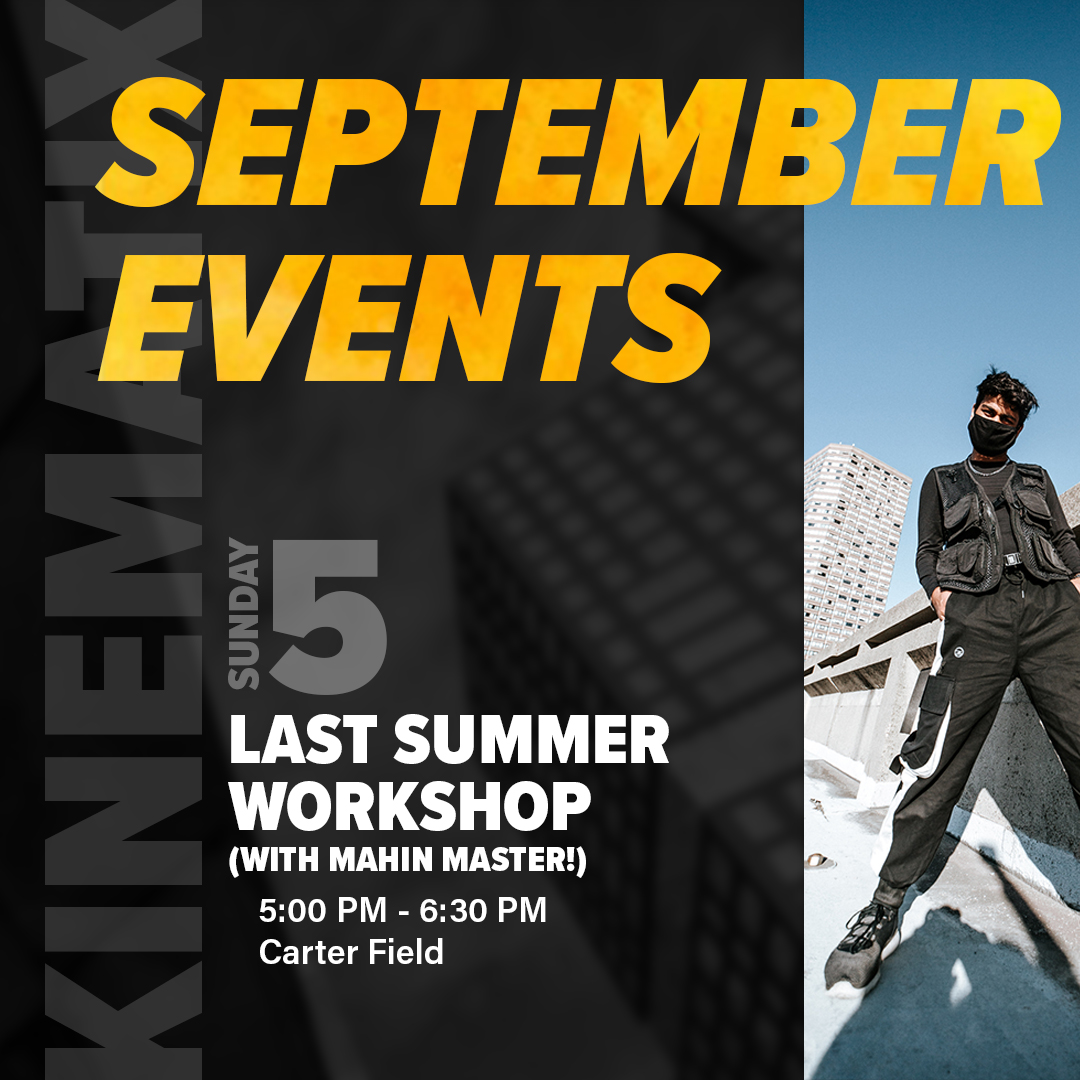 KINEMATIX
SEPTEMBER
EVENTS
SUNDAY
5
LAST SUMMER
WORKSHOP
(WITH MAHIN MASTER!)
5:00 PM - 6:30 PM
Carter Field